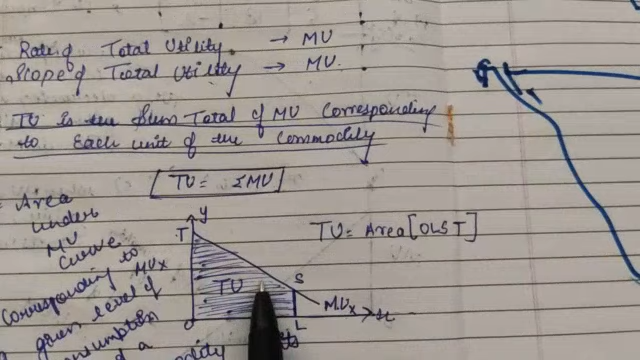 Rate of Total Utility. → MU
Slope of Total Utility → MU.
TU is the Sum Total of MU Corresponding
to Each unit of the Commodity
[TU = ΣMU]
= Area
under
MU
Curve
Corresponding to
given level of
Consumption
of a
TU = Area [OLST]
y
T
TU
S
MUx
MUx
O
L
x